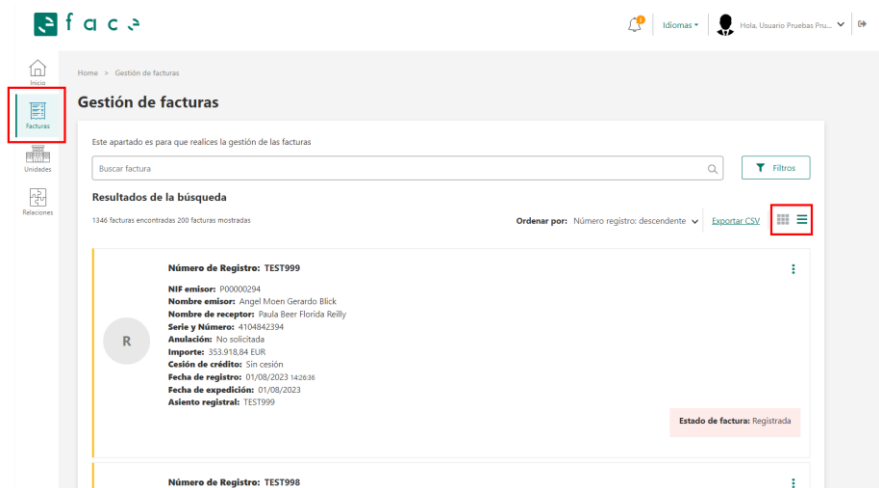 face
Idiomas
Hola, Usuario Pruebas Pru...
Inicio
Facturas
Unidades
Relaciones
Home > Gestión de facturas
Gestión de facturas
Este apartado es para que realices la gestión de las facturas
Buscar factura
Filtros
Resultados de la búsqueda
1346 facturas encontradas 200 facturas mostradas
Ordenar por: Número registro: descendente
Exportar CSV
Número de Registro: TEST999
R
NIF emisor: P00000294
Nombre emisor: Angel Moen Gerardo Blick
Nombre de receptor: Paula Beer Florida Reilly
Serie y Número: 4104842394
Anulación: No solicitada
Importe: 353.918,84 EUR
Cesión de crédito: Sin cesión
Fecha de registro: 01/08/2023 14:26:36
Fecha de expedición: 01/08/2023
Asiento registral: TEST999
Estado de factura: Registrada
Número de Registro: TEST998